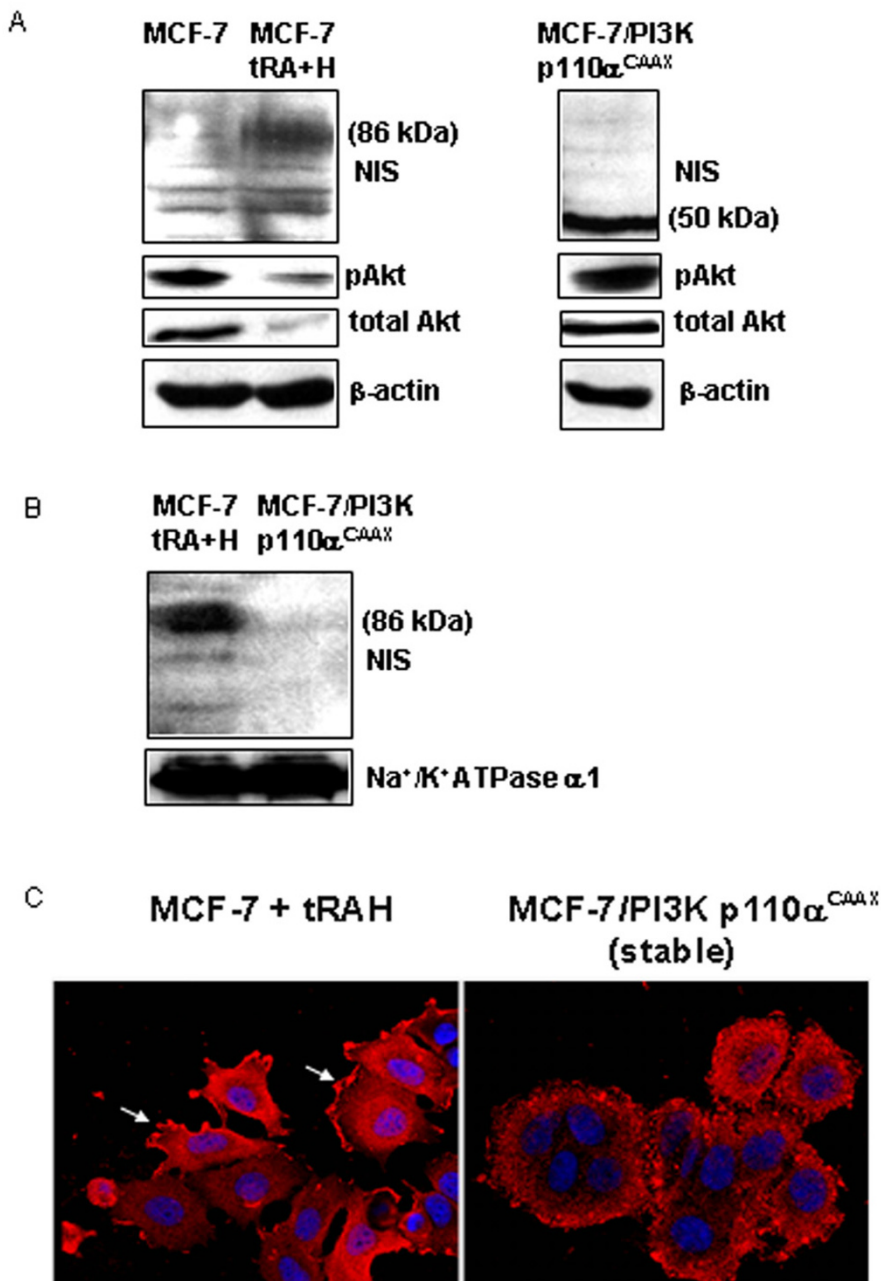 A
MCF-7
MCF-7
tRA+H
MCF-7/PI3K
p110α^CAAX
(86 kDa)
NIS
NIS
(50 kDa)
pAkt
pAkt
total Akt
total Akt
β-actin
β-actin
B
MCF-7
tRA+H
MCF-7/PI3K
p110α^CAAX
(86 kDa)
NIS
Na⁺/K⁺ATPase α1
C
MCF-7 + tRAH
MCF-7/PI3K p110α^CAAX
(stable)